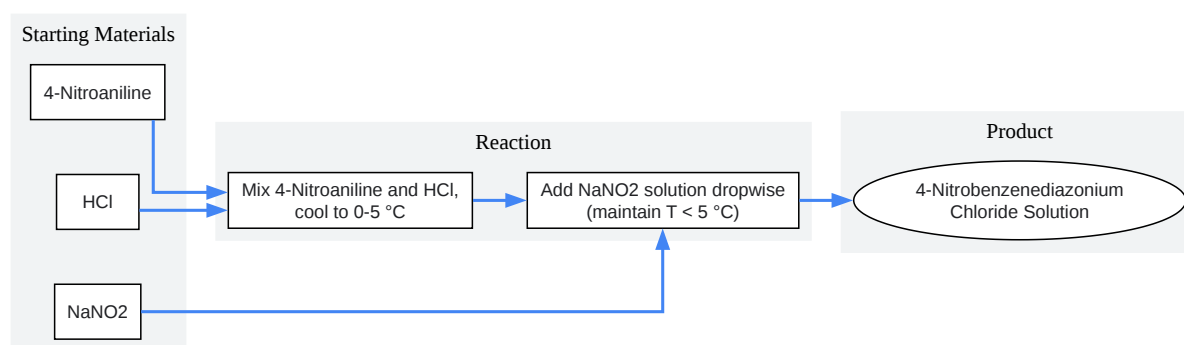 Starting Materials
4-Nitroaniline
HCl
NaNO2
Reaction
Mix 4-Nitroaniline and HCl,
cool to 0-5 °C
Add NaNO2 solution dropwise
(maintain T < 5 °C)
Product
4-Nitrobenzenediazonium
Chloride Solution